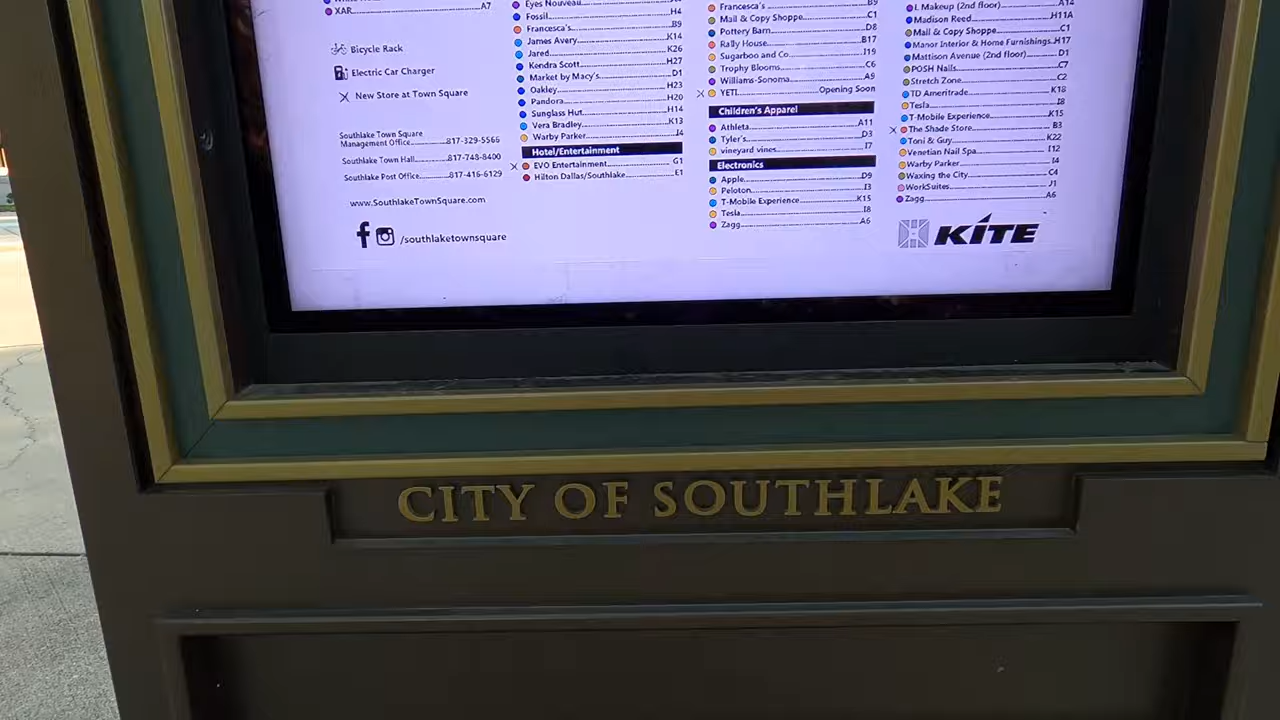 XAR A7
Bicycle Rack
Electric Car Charger
New Store at Town Square
Southlake Town Square
Management Office 817-329-5566
Southlake Town Hall 817-748-8400
Southlake Post Office 817-416-6129
www.SouthlakeTownSquare.com
/southlaketownsquare
Eyes Nouveau
Fossil H4
Francesca's B9
James Avery K14
Jared K26
Kendra Scott H27
Market by Macy's D1
Oakley H23
Pandora H20
Sunglass Hut H14
Vera Bradley K13
Warby Parker I4
Hotel/Entertainment
EVO Entertainment G1
Hilton Dallas/Southlake E1
Francesca's B9
Mail & Copy Shoppe C1
Pottery Barn D8
Rally House B17
Sugarboo and Co. I19
Trophy Blooms C6
Williams-Sonoma A9
YETI Opening Soon
Children's Apparel
Athleta A11
Tyler's D3
vineyard vines I7
Electronics
Apple D9
Peloton I3
T-Mobile Experience K15
Tesla I8
Zagg A6
Makeup (2nd floor) A14
Madison Reed H11A
Mall & Copy Shoppe C1
Manor Interior & Home Furnishings H17
Mattison Avenue (2nd floor) D1
POSH Nails C7
Stretch Zone C2
TD Ameritrade K18
Tesla I8
T-Mobile Experience K15
The Shade Store B3
Toni & Guy K22
Venetian Nail Spa I12
Warby Parker I4
Waxing the City C4
WorkSuites J1
Zagg A6
KITE
CITY OF SOUTHLAKE